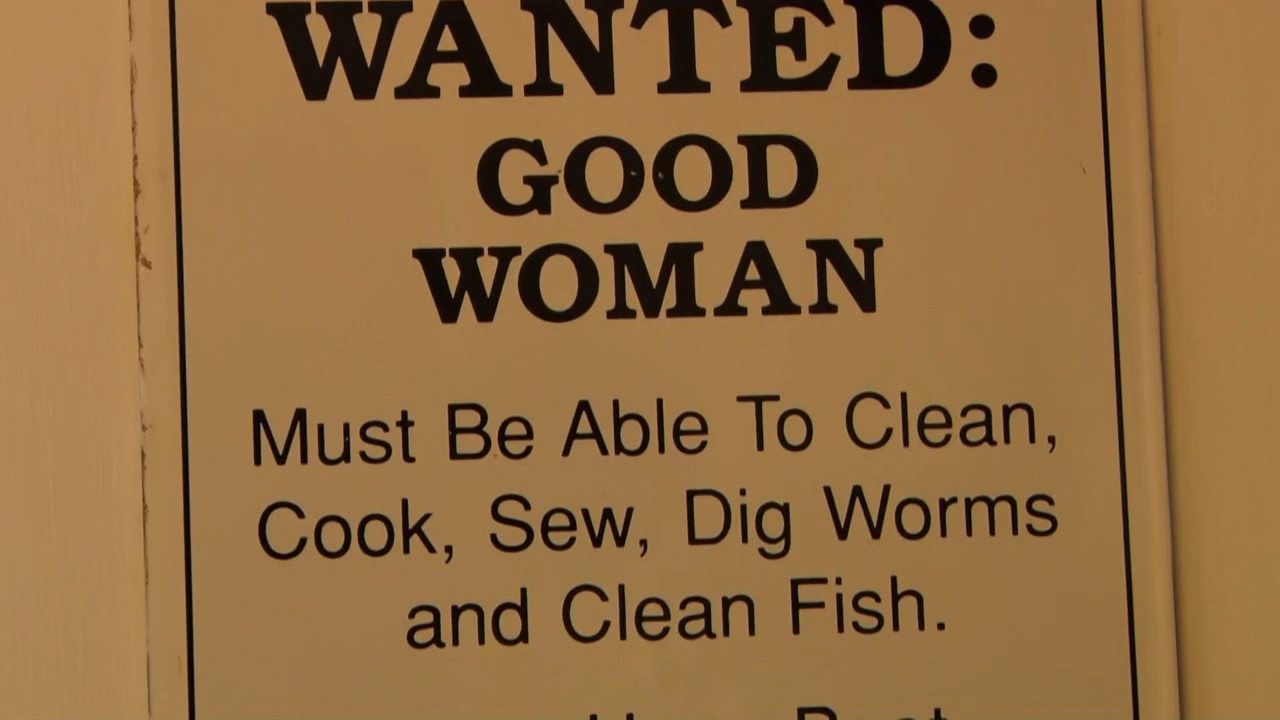 WANTED:
GOOD
WOMAN
Must Be Able To Clean,
Cook, Sew, Dig Worms
and Clean Fish.